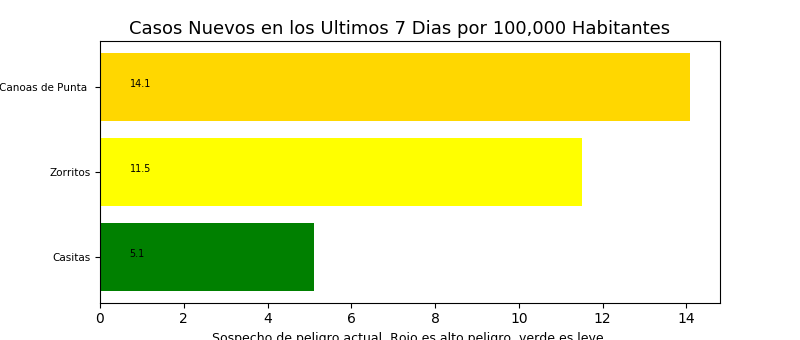 Casos Nuevos en los Ultimos 7 Dias por 100,000 Habitantes
Canoas de Punta
14.1
Zorritos
11.5
Casitas
5.1
0 2 4 6 8 10 12 14
Sospecho de peligro actual. Rojo es alto peligro, verde es leve